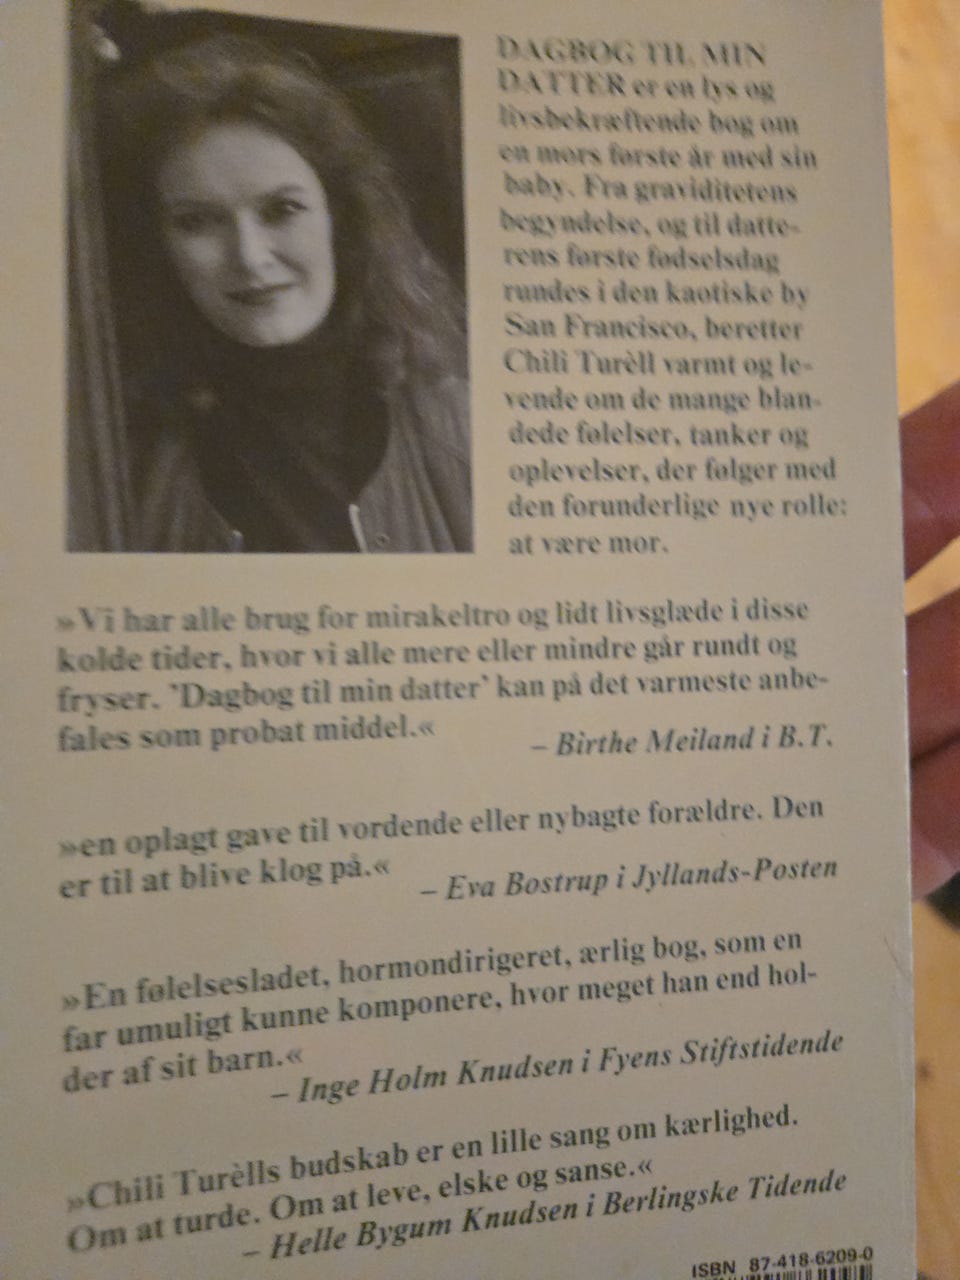 DAGBOG TIL MIN
DATTER er en lys og
livsbekræftende bog om
en mors første år med sin
baby. Fra graviditetens
begyndelse, og til datte-
rens første fødselsdag
rundes i den kaotiske by
San Francisco, beretter
Chili Turèll varmt og le-
vende om de mange blan-
dede følelser, tanker og
oplevelser, der følger med
den forunderlige nye rolle:
at være mor.
»Vi har alle brug for mirakeltro og lidt livsglæde i disse
kolde tider, hvor vi alle mere eller mindre går rundt og
fryser. 'Dagbog til min datter' kan på det varmeste anbe-
fales som probat middel.«
– Birthe Meiland i B.T.
»en oplagt gave til vordende eller nybagte forældre. Den
er til at blive klog på.«
– Eva Bostrup i Jyllands-Posten
»En følelsesladet, hormondirigeret, ærlig bog, som en
far umuligt kunne komponere, hvor meget han end hol-
der af sit barn.«
– Inge Holm Knudsen i Fyens Stiftstidende
»Chili Turèlls budskab er en lille sang om kærlighed.
Om at turde. Om at leve, elske og sanse.«
– Helle Bygum Knudsen i Berlingske Tidende
ISBN 87-418-6209-0